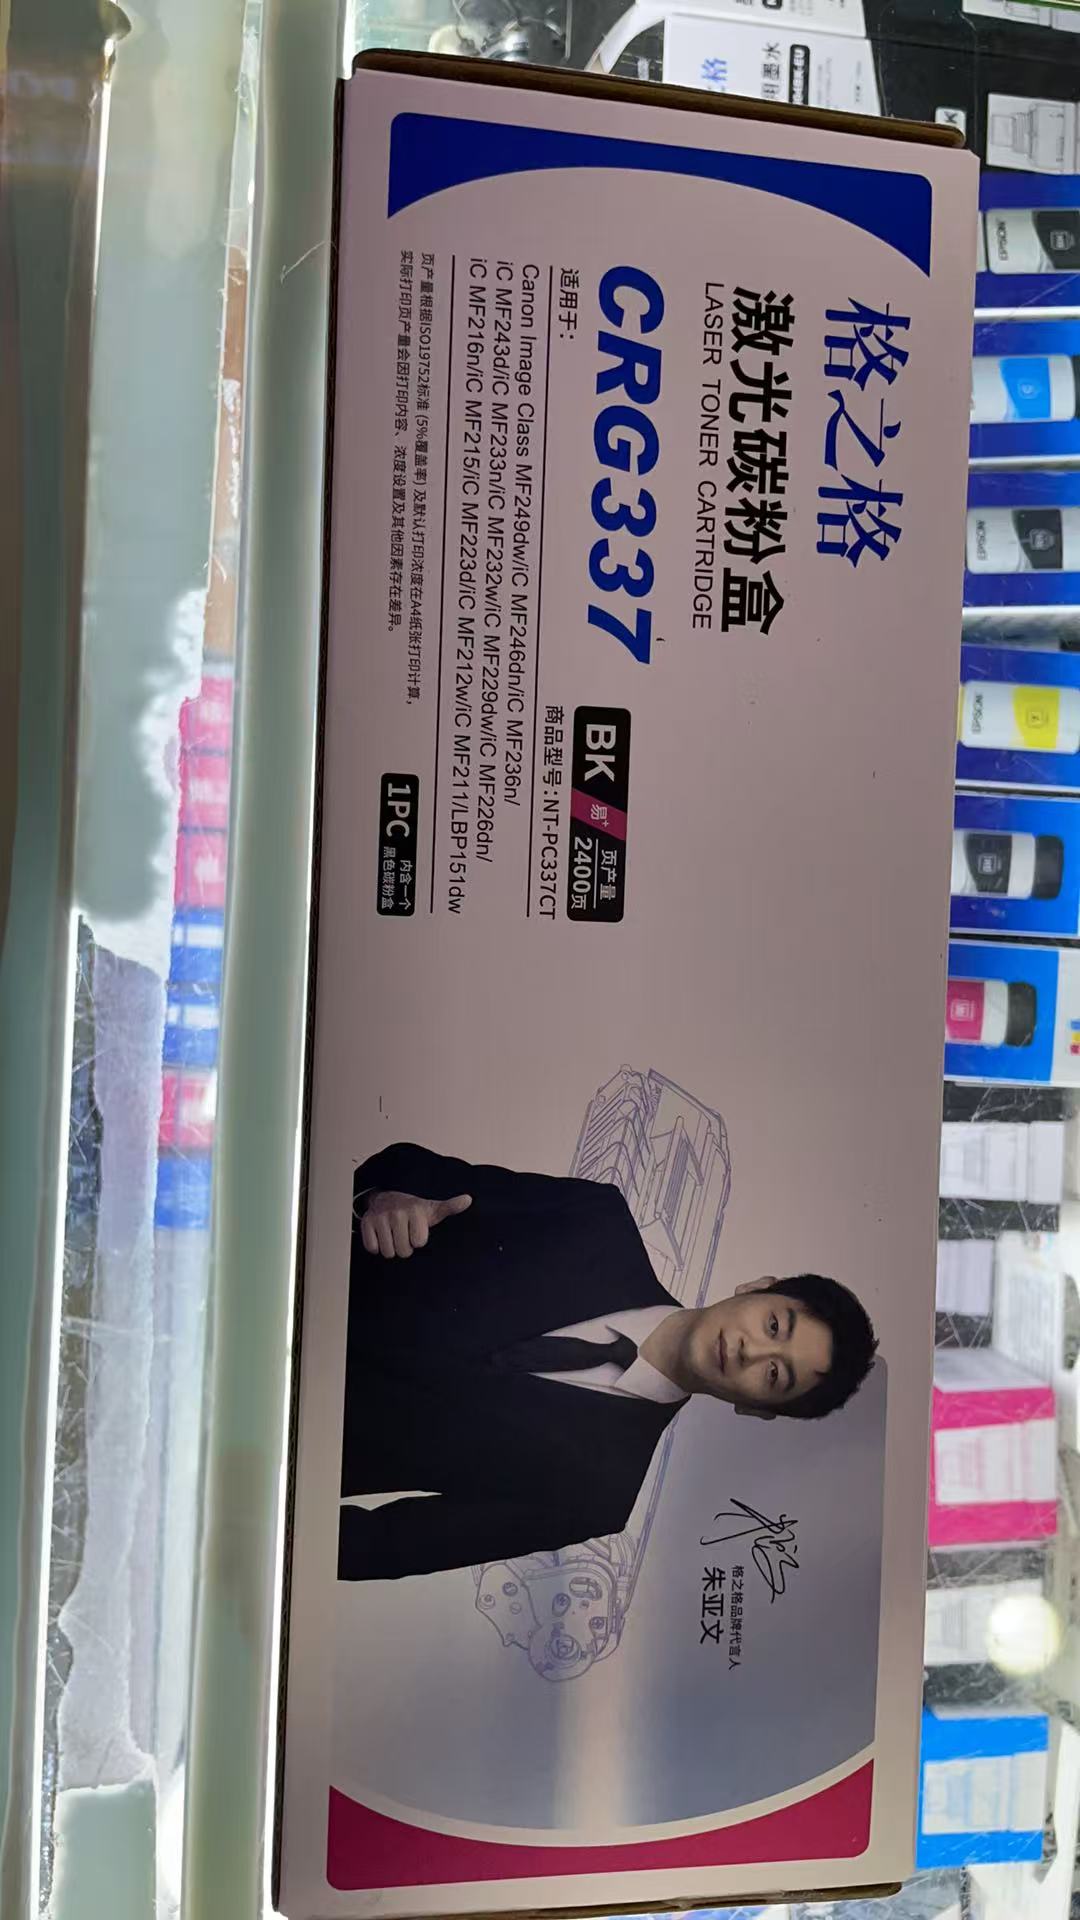 格之格
激光碳粉盒
LASER TONER CARTRIDGE
CRG337
BK 易+ 页产量 2400页
适用于：
商品型号：NT-PC337CT
Canon Image Class MF249dw/iC MF246dn/iC MF236n/
iC MF243d/iC MF233n/iC MF232w/iC MF229dw/iC MF226dn/
iC MF216n/iC MF215/iC MF223d/iC MF212w/iC MF211/LBP151dw
页产量根据ISO19752标准 (5%覆盖率) 及默认打印浓度在A4纸张打印计算，
实际打印页产量会因打印内容、浓度设置及其他因素存在差异。
1PC 内含一个
黑色碳粉盒
格之格品牌代言人
朱亚文
EPSON
EPSON
EPSON